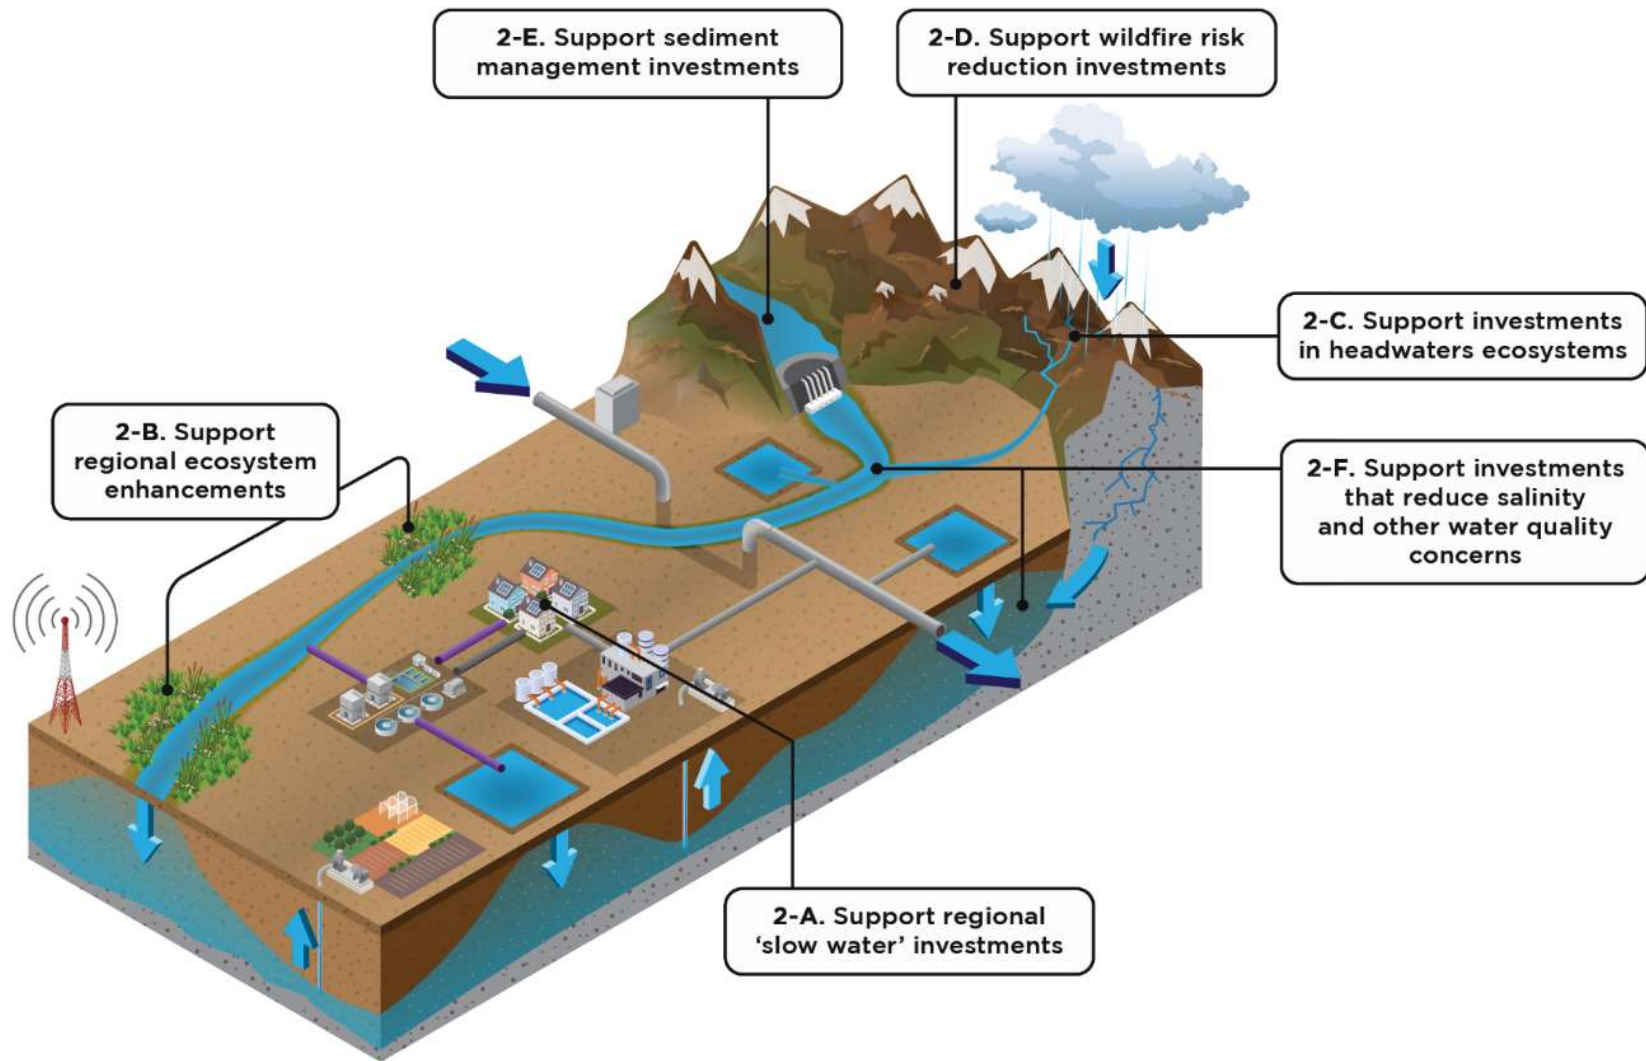 2-E. Support sediment
management investments
2-D. Support wildfire risk
reduction investments
2-C. Support investments
in headwaters ecosystems
2-B. Support
regional ecosystem
enhancements
2-F. Support investments
that reduce salinity
and other water quality
concerns
2-A. Support regional
‘slow water’ investments